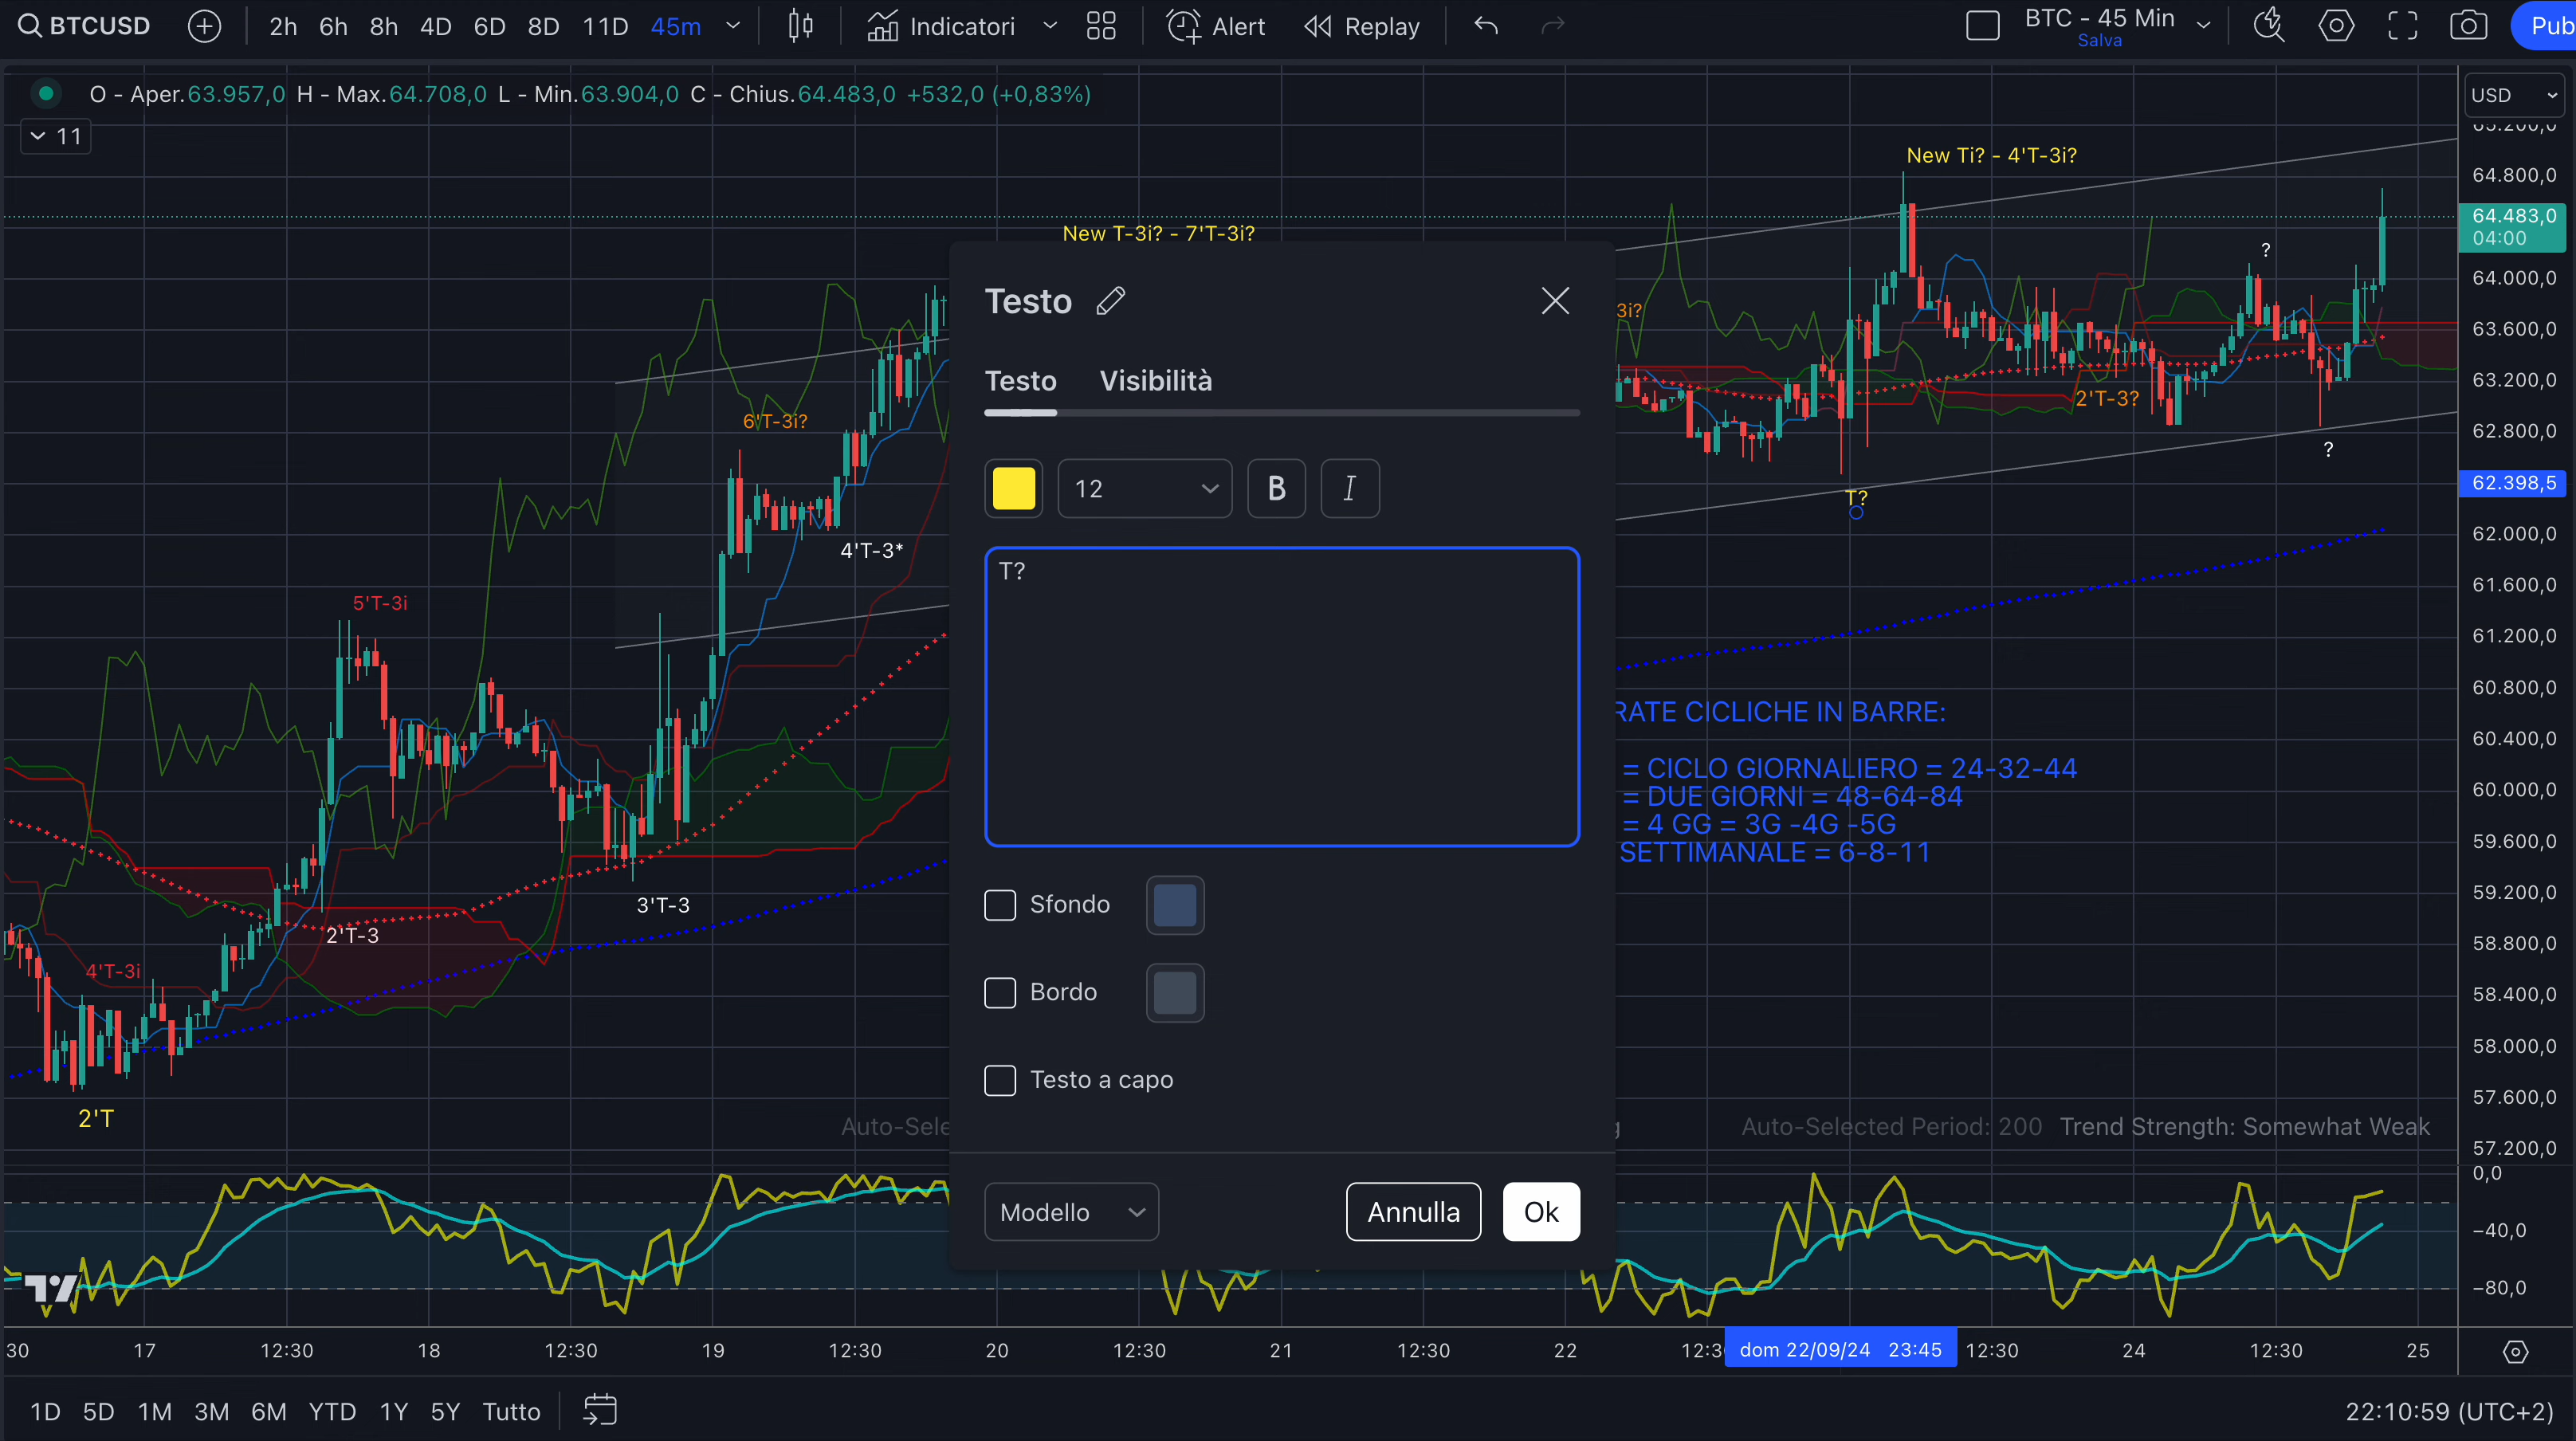 BTCUSD 2h 6h 8h 4D 6D 8D 11D 45m Indicatori Alert Replay BTC - 45 Min Pub
Salva
O - Aper.63.957,0 H - Max.64.708,0 L - Min.63.904,0 C - Chius.64.483,0 +532,0 (+0,83%)
USD
11
New Ti? - 4'T-3i?
64.800,0
64.483,0
04:00
New T-3i? - 7'T-3i?
?
64.000,0
Testo
3i?
63.600,0
Testo Visibilità
63.200,0
2'T-3?
6'T-3i?
62.800,0
?
12 B I
62.398,5
T?
62.000,0
4'T-3*
T?
61.600,0
5'T-3i
61.200,0
60.800,0
RATE CICLICHE IN BARRE:
60.400,0
= CICLO GIORNALIERO = 24-32-44
60.000,0
= DUE GIORNI = 48-64-84
= 4 GG = 3G -4G -5G
59.600,0
SETTIMANALE = 6-8-11
59.200,0
3'T-3
Sfondo
2'T-3
58.800,0
4'T-3i
Bordo
58.400,0
58.000,0
Testo a capo
57.600,0
2'T
Auto-Sele
Auto-Selected Period: 200 Trend Strength: Somewhat Weak
57.200,0
0,0
Modello Annulla Ok
−40,0
−80,0
30 17 12:30 18 12:30 19 12:30 20 12:30 21 12:30 22 12:3 dom 22/09/24 23:45 12:30 24 12:30 25
1D 5D 1M 3M 6M YTD 1Y 5Y Tutto
22:10:59 (UTC+2)